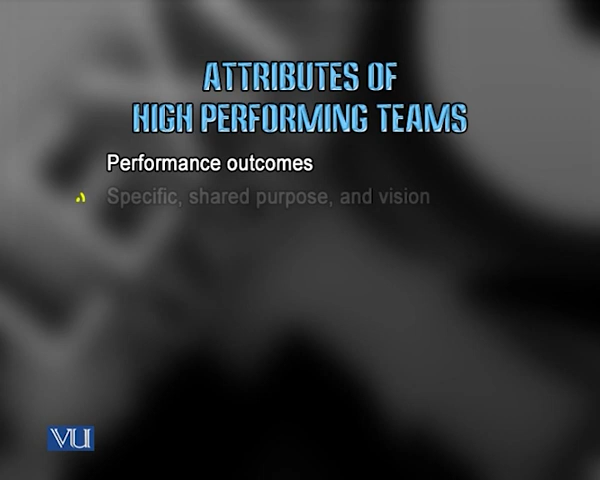 ATTRIBUTES OF
HIGH PERFORMING TEAMS
Performance outcomes
Specific, shared purpose, and vision
VU